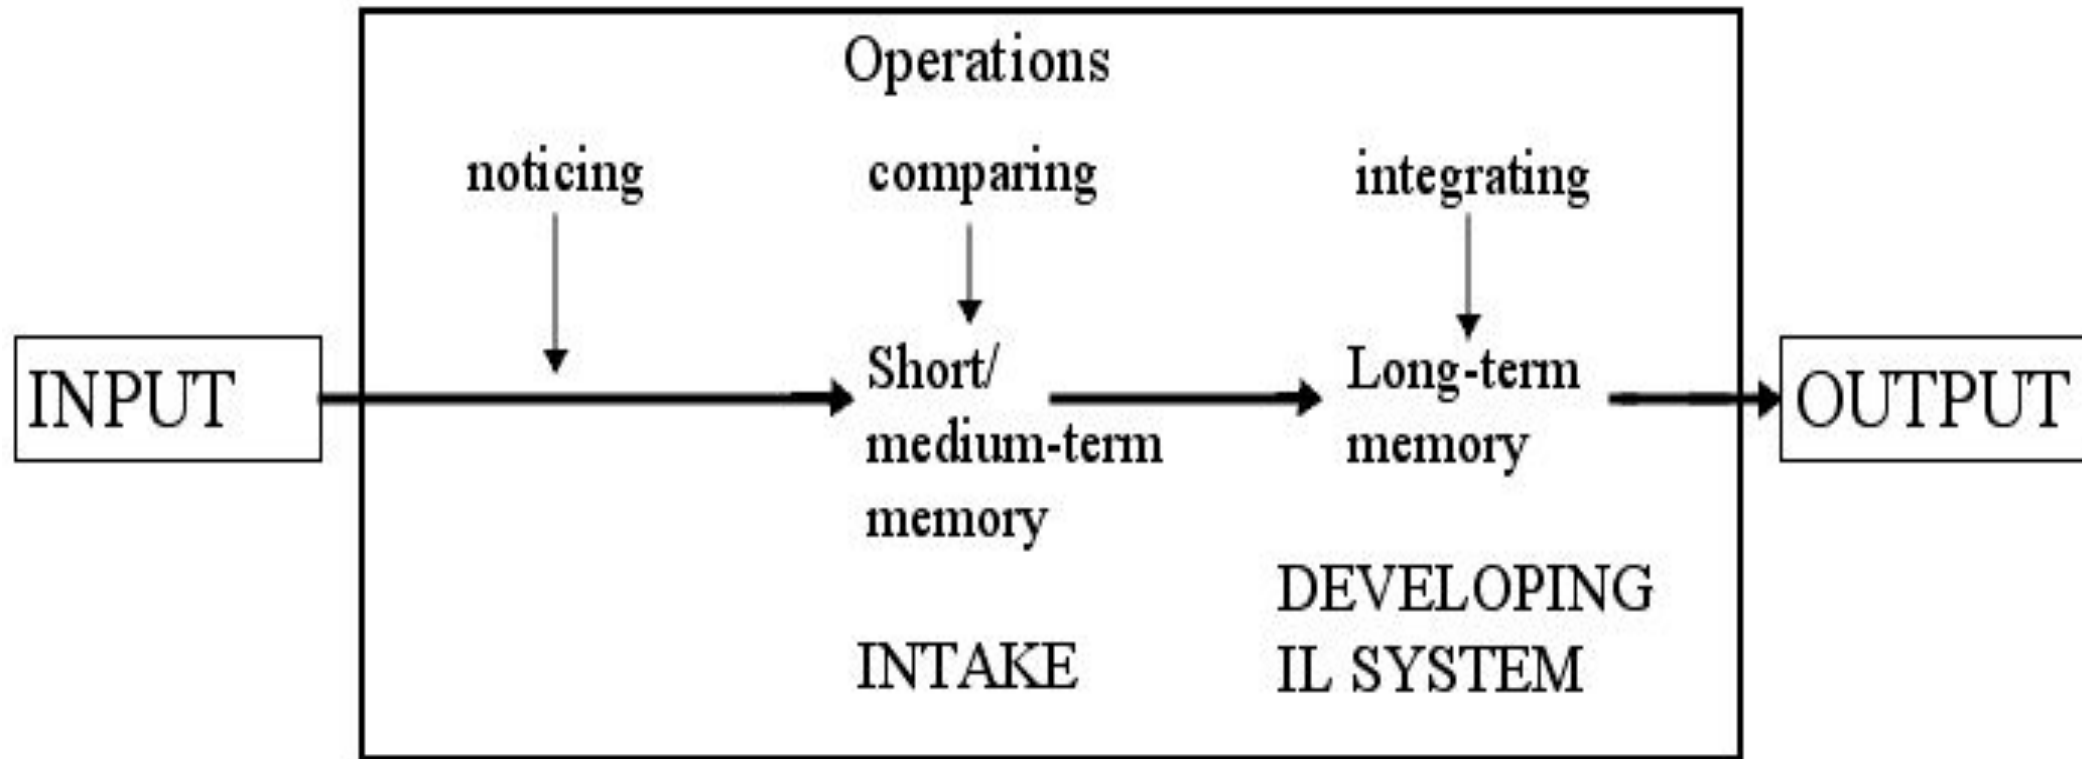 Operations
noticing
comparing
integrating
INPUT
Short/
medium-term
memory
Long-term
memory
OUTPUT
INTAKE
DEVELOPING
IL SYSTEM